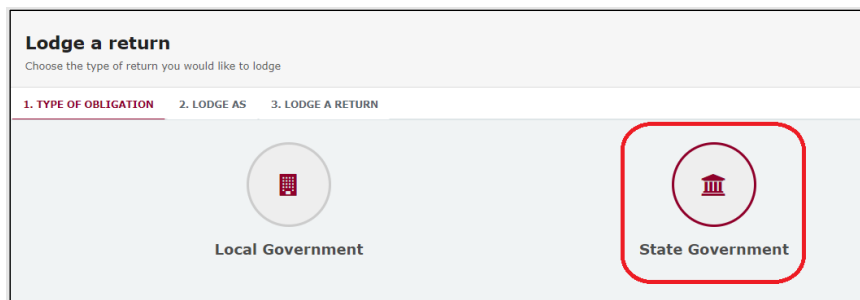 Lodge a return
Choose the type of return you would like to lodge
1. TYPE OF OBLIGATION 2. LODGE AS 3. LODGE A RETURN
Local Government State Government